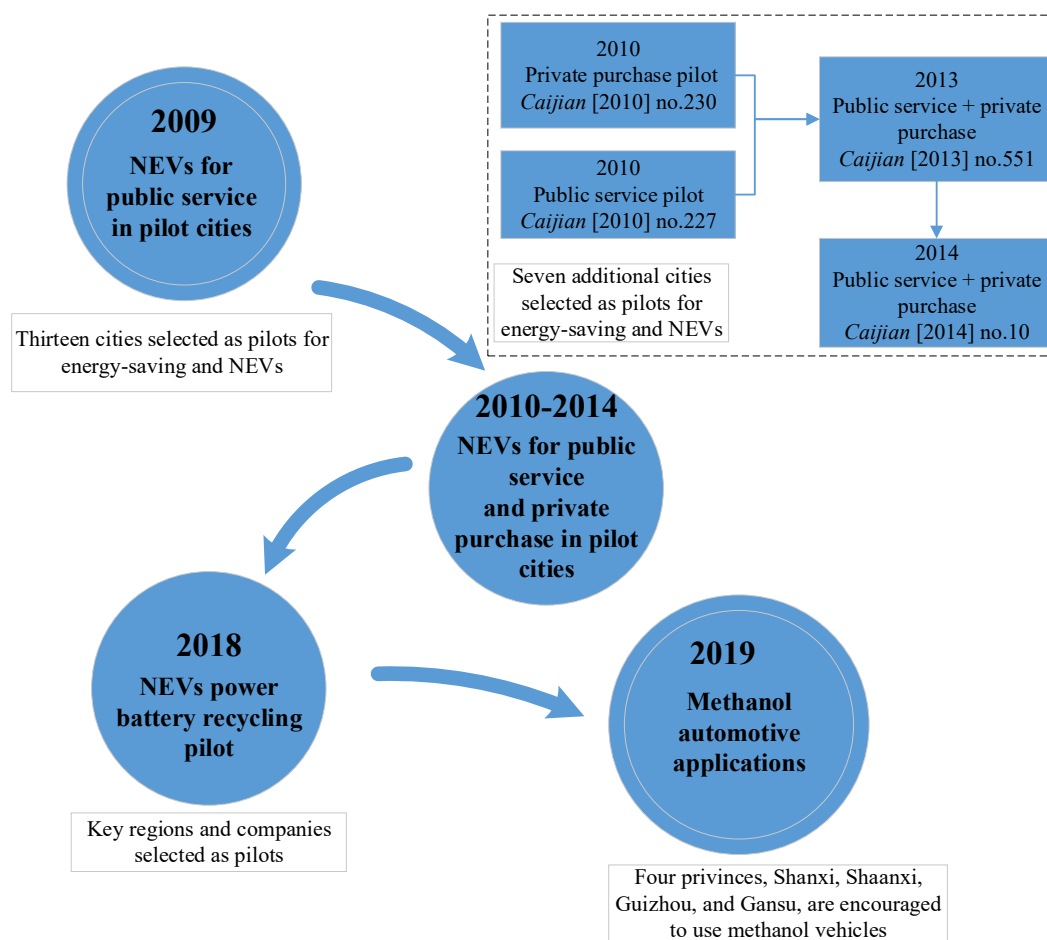 2009
NEVs for
public service
in pilot cities
Thirteen cities selected as pilots for
energy-saving and NEVs
2010
Private purchase pilot
Caijian [2010] no.230
2010
Public service pilot
Caijian [2010] no.227
Seven additional cities
selected as pilots for
energy-saving and NEVs
2013
Public service + private
purchase
Caijian [2013] no.551
2014
Public service + private
purchase
Caijian [2014] no.10
2010-2014
NEVs for public
service
and private
purchase in pilot
cities
2018
NEVs power
battery recycling
pilot
Key regions and companies
selected as pilots
2019
Methanol
automotive
applications
Four privinces, Shanxi, Shaanxi,
Guizhou, and Gansu, are encouraged
to use methanol vehicles